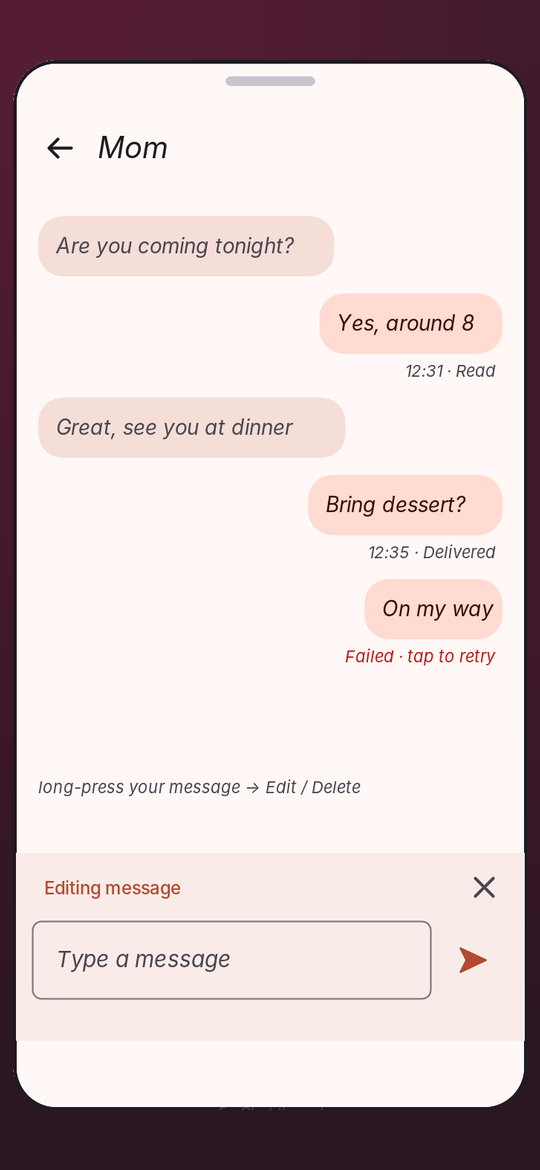 Mom
Are you coming tonight?
Yes, around 8
12:31 · Read
Great, see you at dinner
Bring dessert?
12:35 · Delivered
On my way
Failed · tap to retry
long-press your message → Edit / Delete
Editing message
Type a message